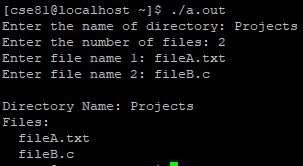 [cse81@localhost ~]$ ./a.out
Enter the name of directory: Projects
Enter the number of files: 2
Enter file name 1: fileA.txt
Enter file name 2: fileB.c

Directory Name: Projects
Files:
  fileA.txt
  fileB.c